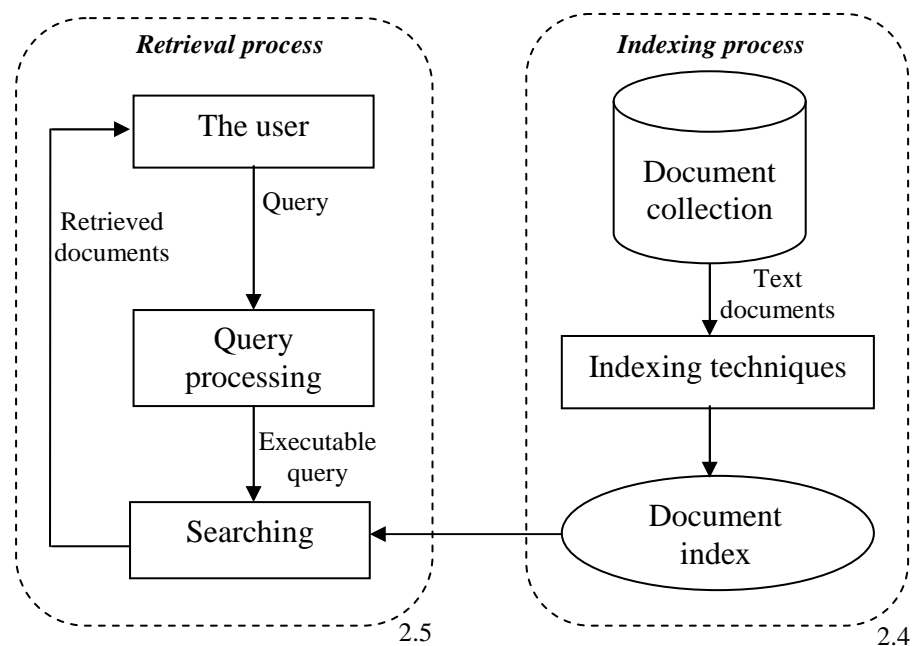 Retrieval process
The user
Query
Retrieved
documents
Query
processing
Executable
query
Searching
2.5
Indexing process
Document
collection
Text
documents
Indexing techniques
Document
index
2.4